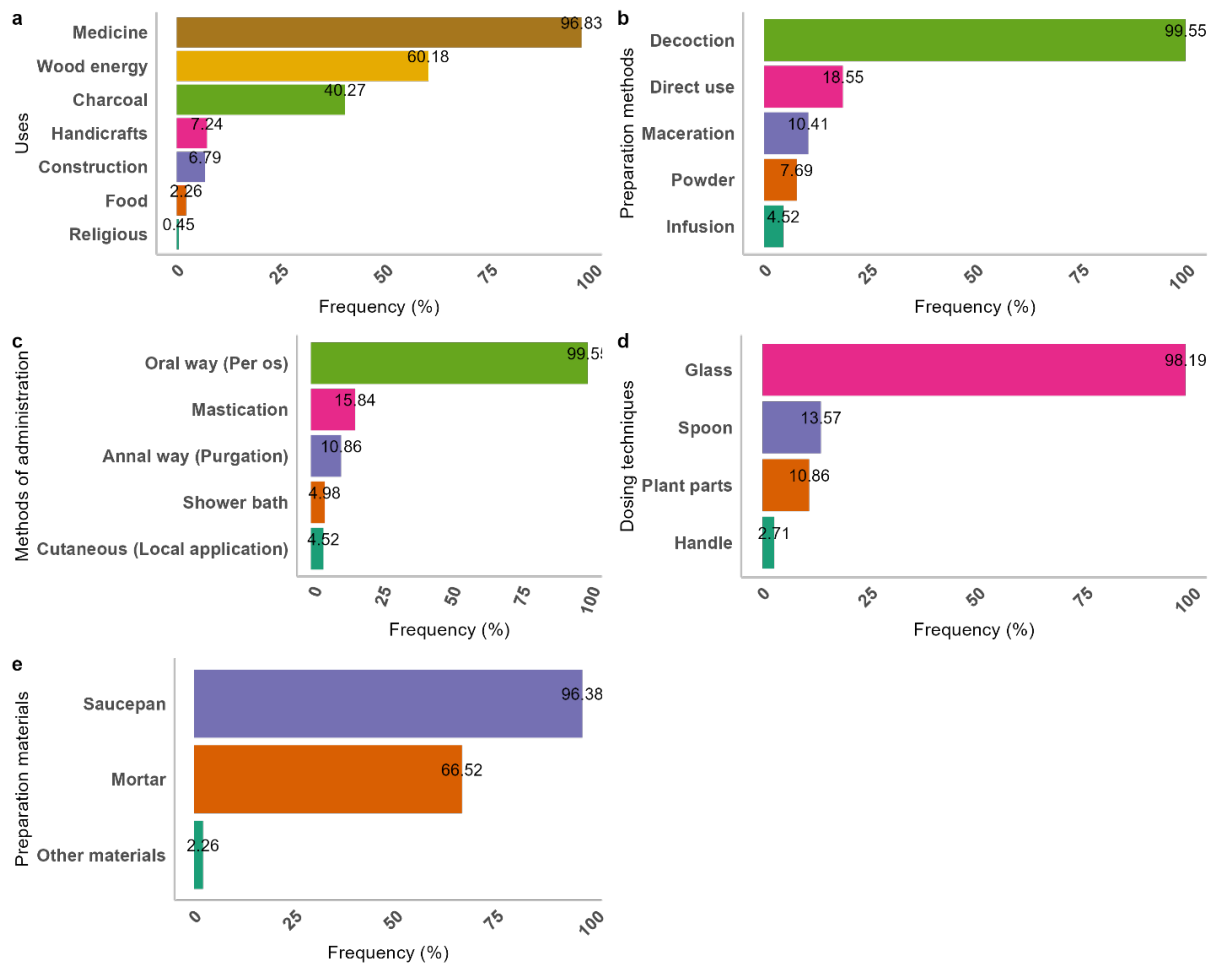 a
Uses
Medicine 96.83
Wood energy 60.18
Charcoal 40.27
Handicrafts 7.24
Construction 6.79
Food 2.26
Religious 0.45
0 25 50 75 100
Frequency (%)
b
Preparation methods
Decoction 99.55
Direct use 18.55
Maceration 10.41
Powder 7.69
Infusion 4.52
0 25 50 75 100
Frequency (%)
c
Methods of administration
Oral way (Per os) 99.55
Mastication 15.84
Annal way (Purgation) 10.86
Shower bath 4.98
Cutaneous (Local application) 4.52
0 25 50 75 100
Frequency (%)
d
Dosing techniques
Glass 98.19
Spoon 13.57
Plant parts 10.86
Handle 2.71
0 25 50 75 100
Frequency (%)
e
Preparation materials
Saucepan 96.38
Mortar 66.52
Other materials 2.26
0 25 50 75 100
Frequency (%)